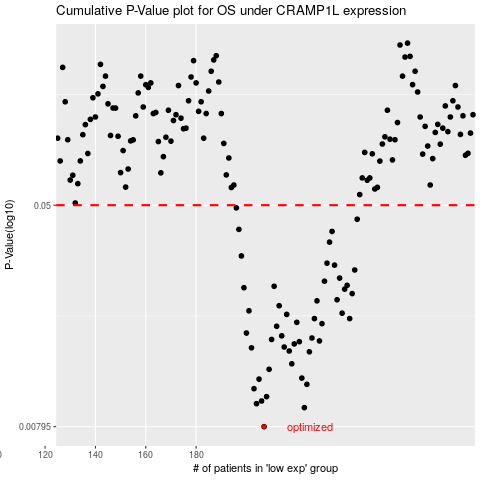 Cumulative P-Value plot for OS under CRAMP1L expression
P-Value(log10)
0.05
0.00795
optimized
0
120
140
160
180
# of patients in 'low exp' group